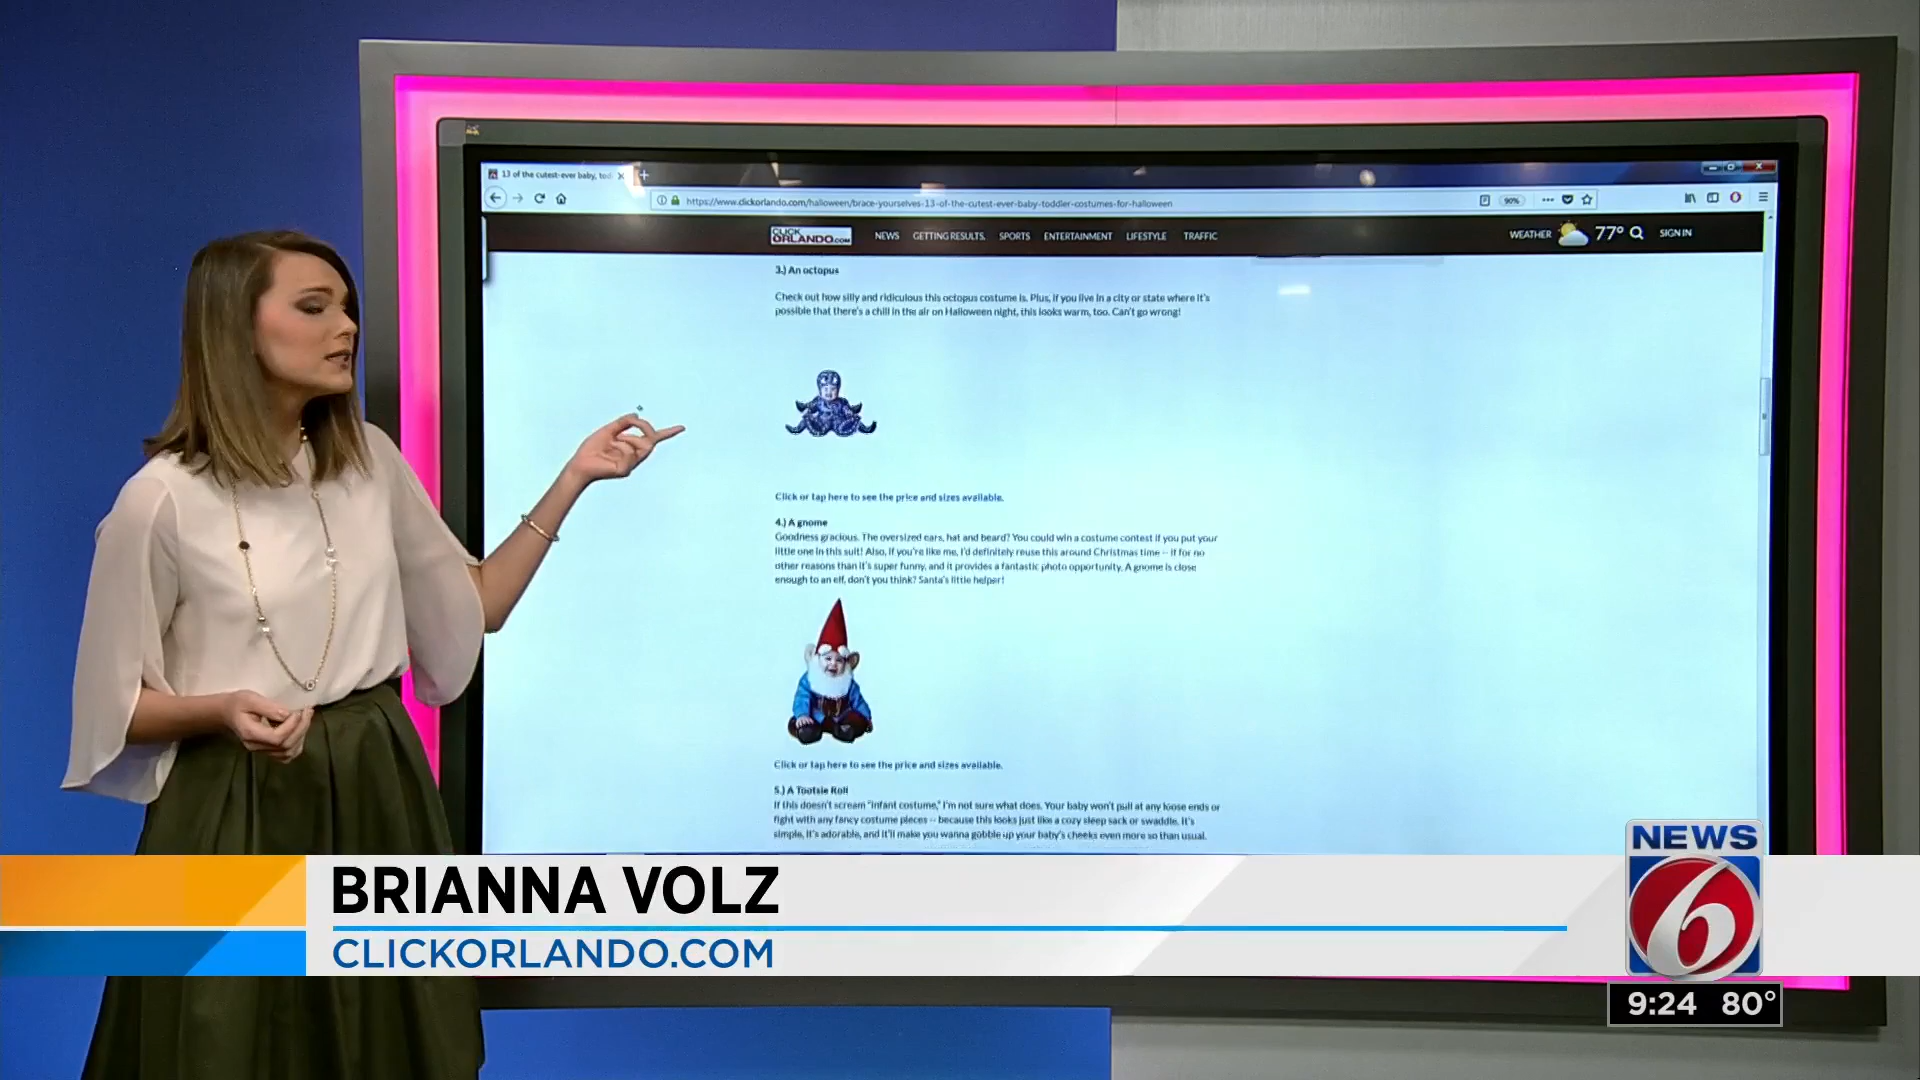 13 of the cutest-ever baby, tod
https://www.clickorlando.com/halloween/brace-yourselves-13-of-the-cutest-ever-baby-toddler-costumes-for-halloween
90%
CLICK
ORLANDO.COM
NEWS GETTING RESULTS. SPORTS ENTERTAINMENT LIFESTYLE TRAFFIC
WEATHER 77° SIGN IN
3.) An octopus
Check out how silly and ridiculous this octopus costume is. Plus, if you live in a city or state where it's
possible that there's a chill in the air on Halloween night, this looks warm, too. Can't go wrong!
Click or tap here to see the price and sizes available.
4.) A gnome
Goodness gracious. The oversized ears, hat and beard? You could win a costume contest if you put your
little one in this suit! Also, if you're like me, I'd definitely reuse this around Christmas time -- if for no
other reasons than it's super funny, and it provides a fantastic photo opportunity. A gnome is close
enough to an elf, don't you think? Santa's little helper!
Click or tap here to see the price and sizes available.
5.) A Tootsie Roll
If this doesn't scream "infant costume," I'm not sure what does. Your baby won't pull at any loose ends or
fight with any fancy costume pieces -- because this looks just like a cozy sleep sack or swaddle. It's
simple, it's adorable, and it'll make you wanna gobble up your baby's cheeks even more so than usual.
BRIANNA VOLZ
CLICKORLANDO.COM
NEWS
6
9:24 80°